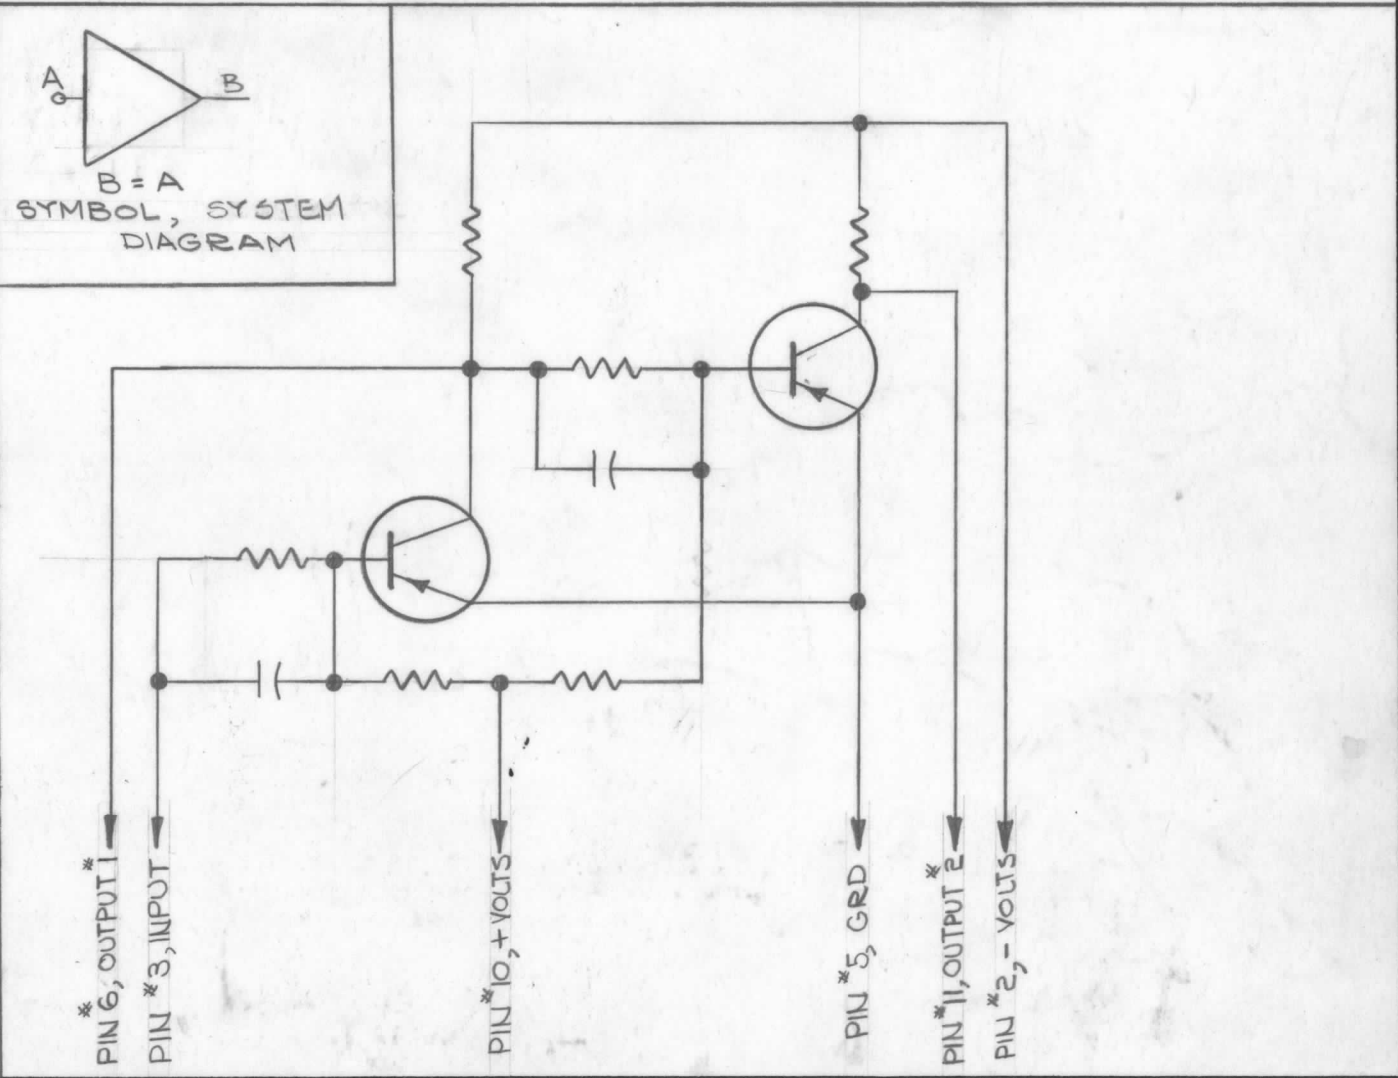 A
B
B = A
SYMBOL, SYSTEM
DIAGRAM
PIN #6, OUTPUT #1
PIN #3, INPUT
PIN #10, + VOLTS
PIN #5, GRD
PIN #11, OUTPUT #2
PIN #2, - VOLTS